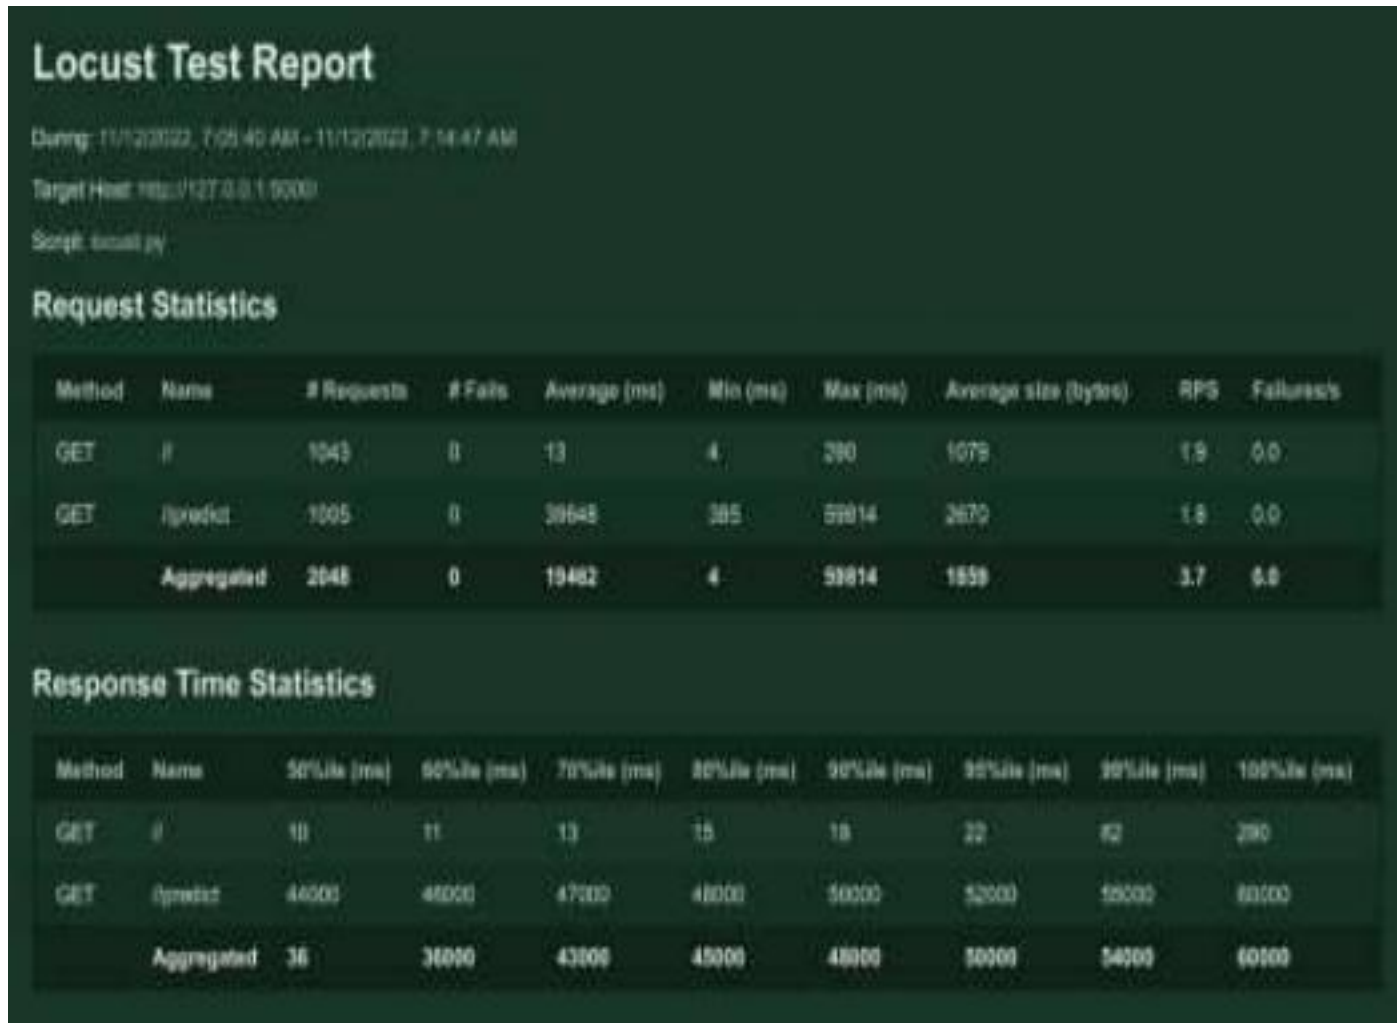 Locust Test Report
During: 11/12/2022, 7:05:40 AM - 11/12/2022, 7:14:47 AM
Target Host: http://127.0.0.1:5000/
Script: locust.py
Request Statistics
Method Name # Requests # Fails Average (ms) Min (ms) Max (ms) Average size (bytes) RPS Failures/s
GET // 1043 0 13 4 290 1079 1.9 0.0
GET //predict 1005 0 39648 385 59814 2670 1.8 0.0
Aggregated 2048 0 19462 4 59814 1859 3.7 0.0
Response Time Statistics
Method Name 50%ile (ms) 60%ile (ms) 70%ile (ms) 80%ile (ms) 90%ile (ms) 95%ile (ms) 99%ile (ms) 100%ile (ms)
GET // 10 11 13 15 19 22 62 290
GET //predict 44000 46000 47000 48000 50000 52000 55000 60000
Aggregated 36 36000 43000 45000 48000 50000 54000 60000